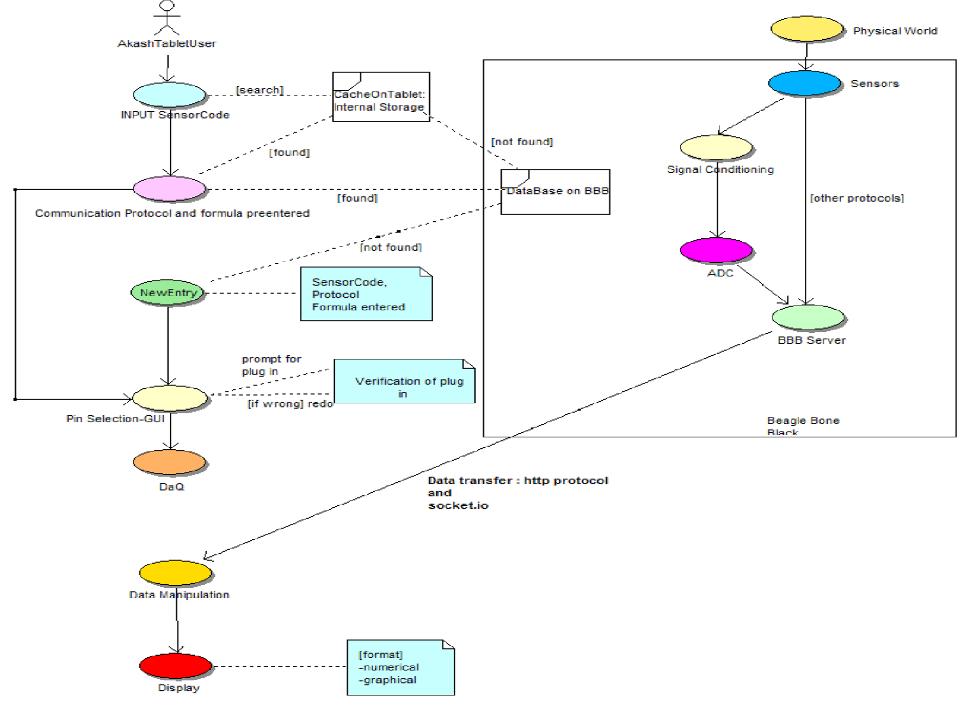 AkashTabletUser
INPUT SensorCode
[search]
CacheOnTablet:
Internal Storage
[found]
[not found]
Communication Protocol and formula preentered
[found]
DataBase on BBB
[not found]
NewEntry
SensorCode,
Protocol
Formula entered
prompt for
plug in
Verification of plug
in
[if wrong] redo
Pin Selection-GUI
DaQ
Physical World
Sensors
Signal Conditioning
[other protocols]
ADC
BBB Server
Beagle Bone
Black
Data transfer : http protocol
and
socket.io
Data Manipulation
[format]
-numerical
-graphical
Display